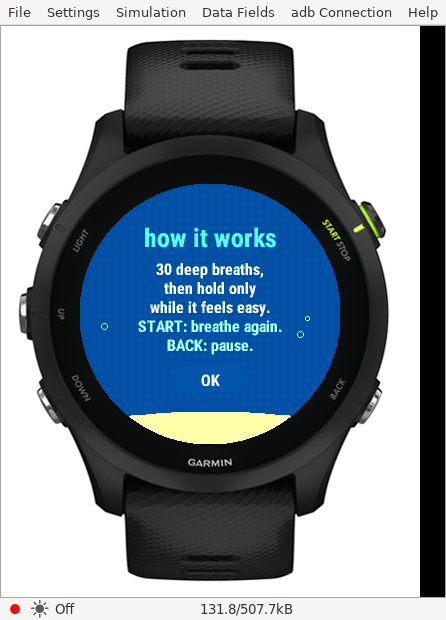 File Settings Simulation Data Fields adb Connection Help
START STOP
LIGHT
how it works
30 deep breaths,
then hold only
while it feels easy.
START: breathe again.
BACK: pause.
UP
OK
DOWN
BACK
GARMIN
Off 131.8/507.7kB